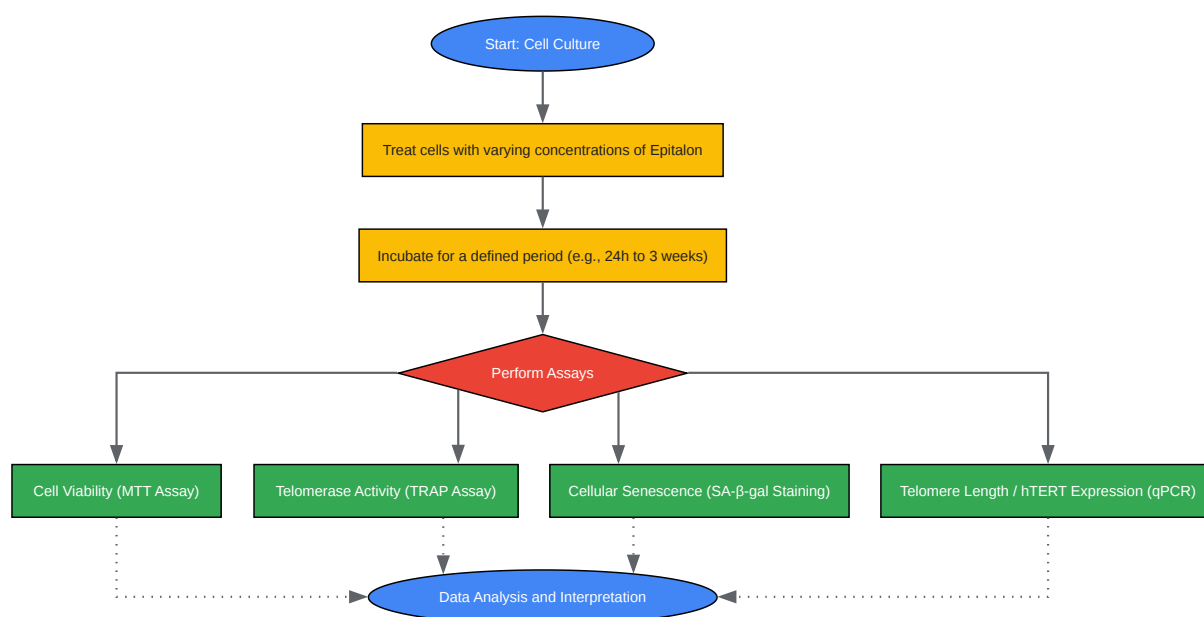 Start: Cell Culture
Treat cells with varying concentrations of Epitalon
Incubate for a defined period (e.g., 24h to 3 weeks)
Perform Assays
Cell Viability (MTT Assay)
Telomerase Activity (TRAP Assay)
Cellular Senescence (SA-β-gal Staining)
Telomere Length / hTERT Expression (qPCR)
Data Analysis and Interpretation